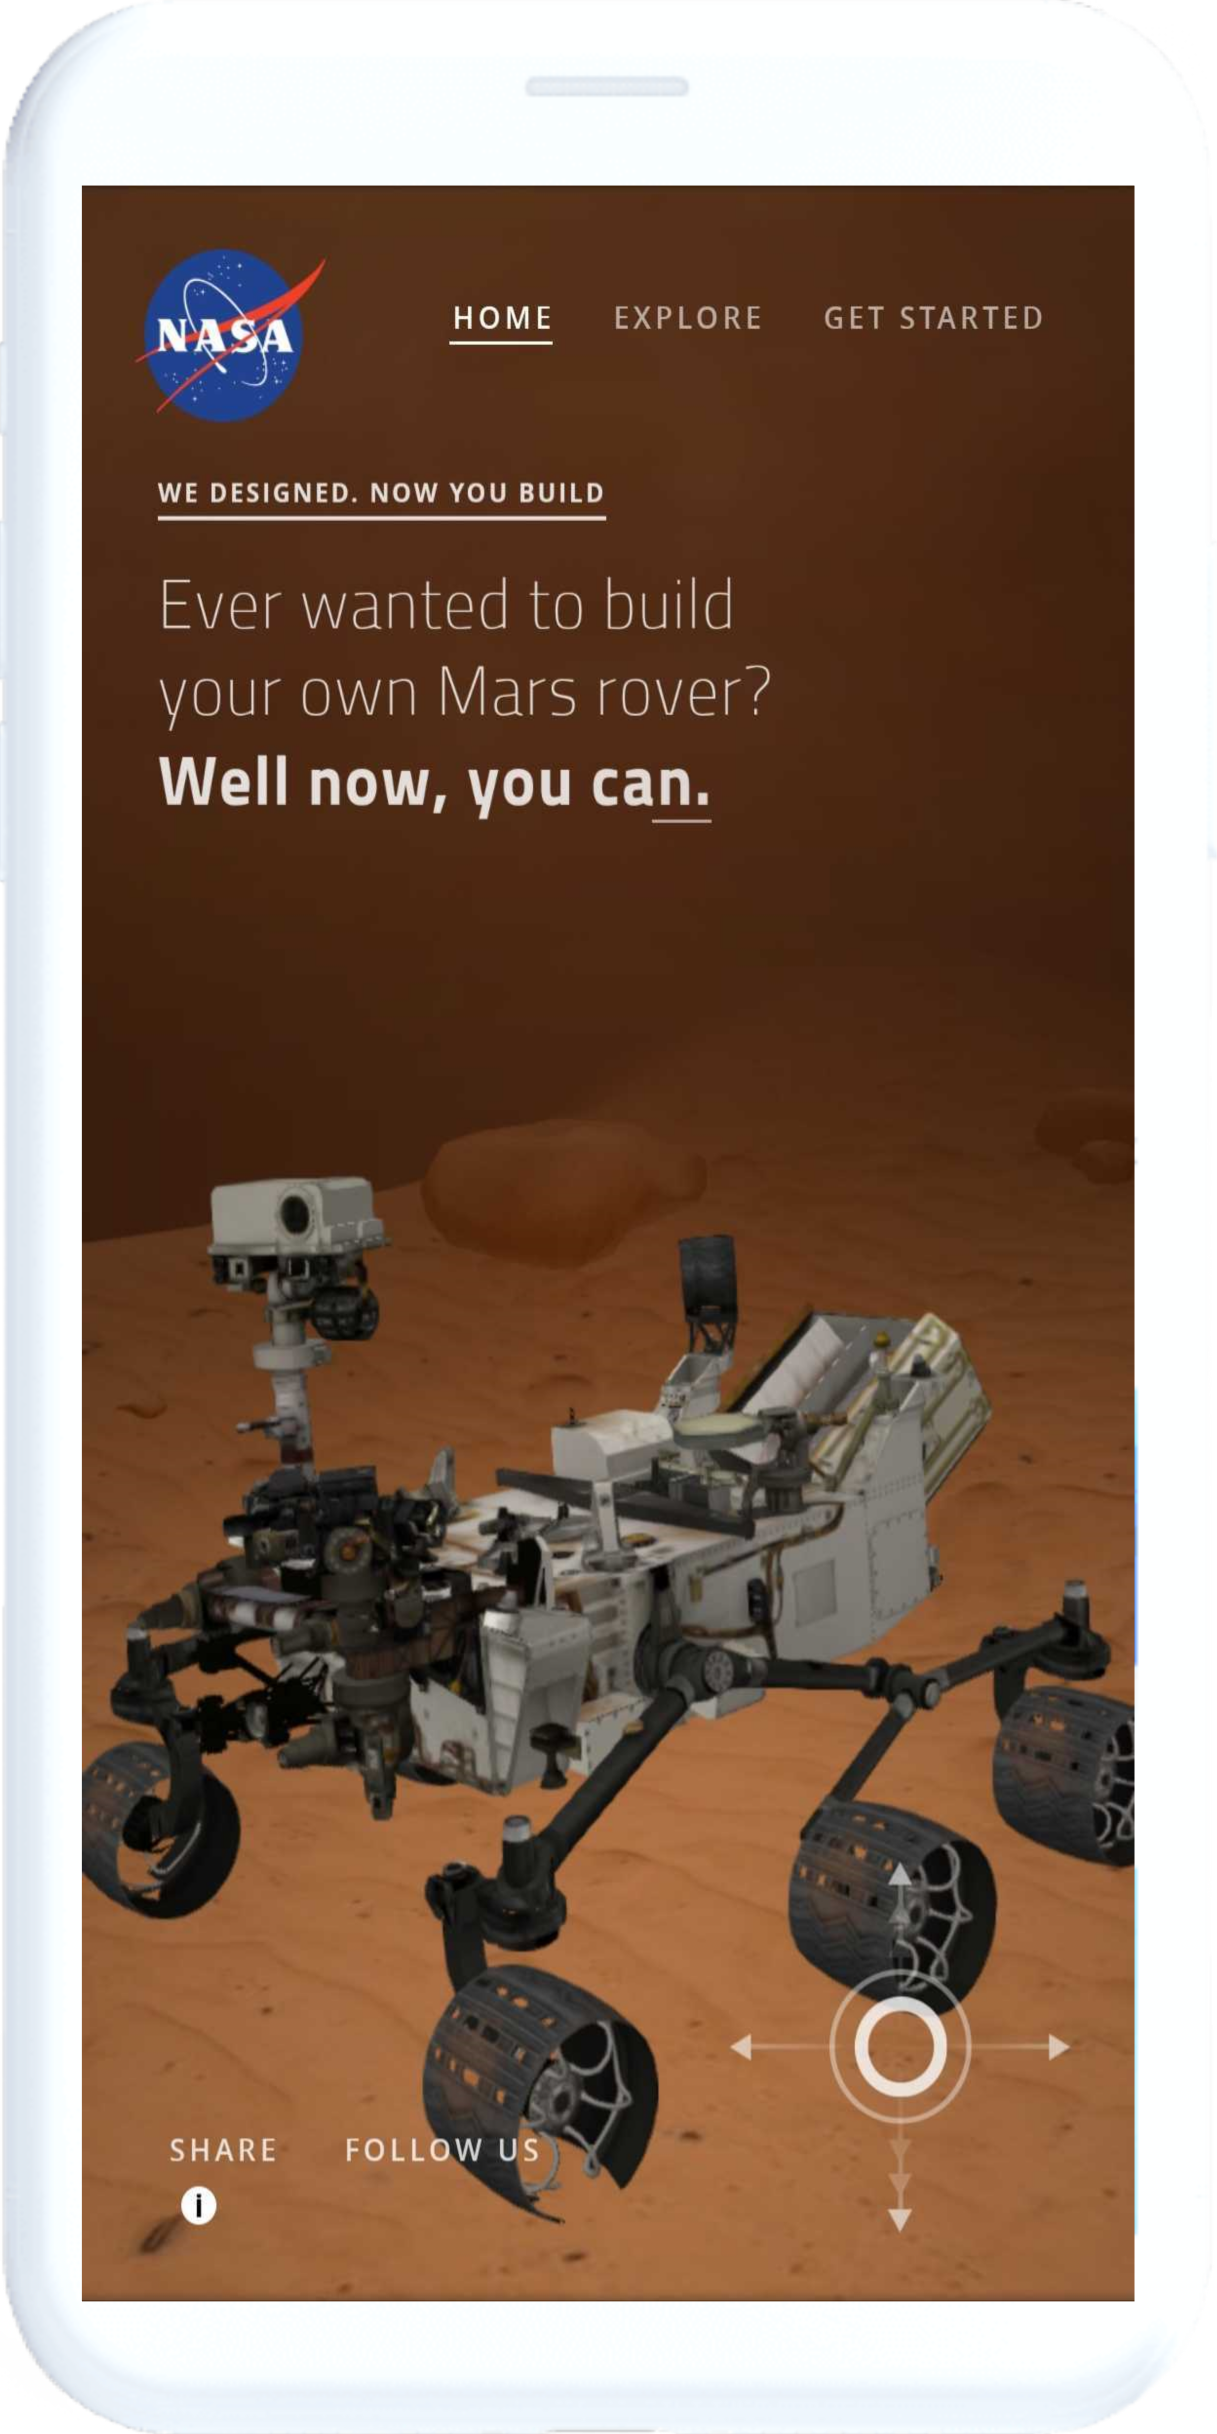 NASA
HOME EXPLORE GET STARTED
WE DESIGNED. NOW YOU BUILD
Ever wanted to build
your own Mars rover?
Well now, you can.
SHARE FOLLOW US
i